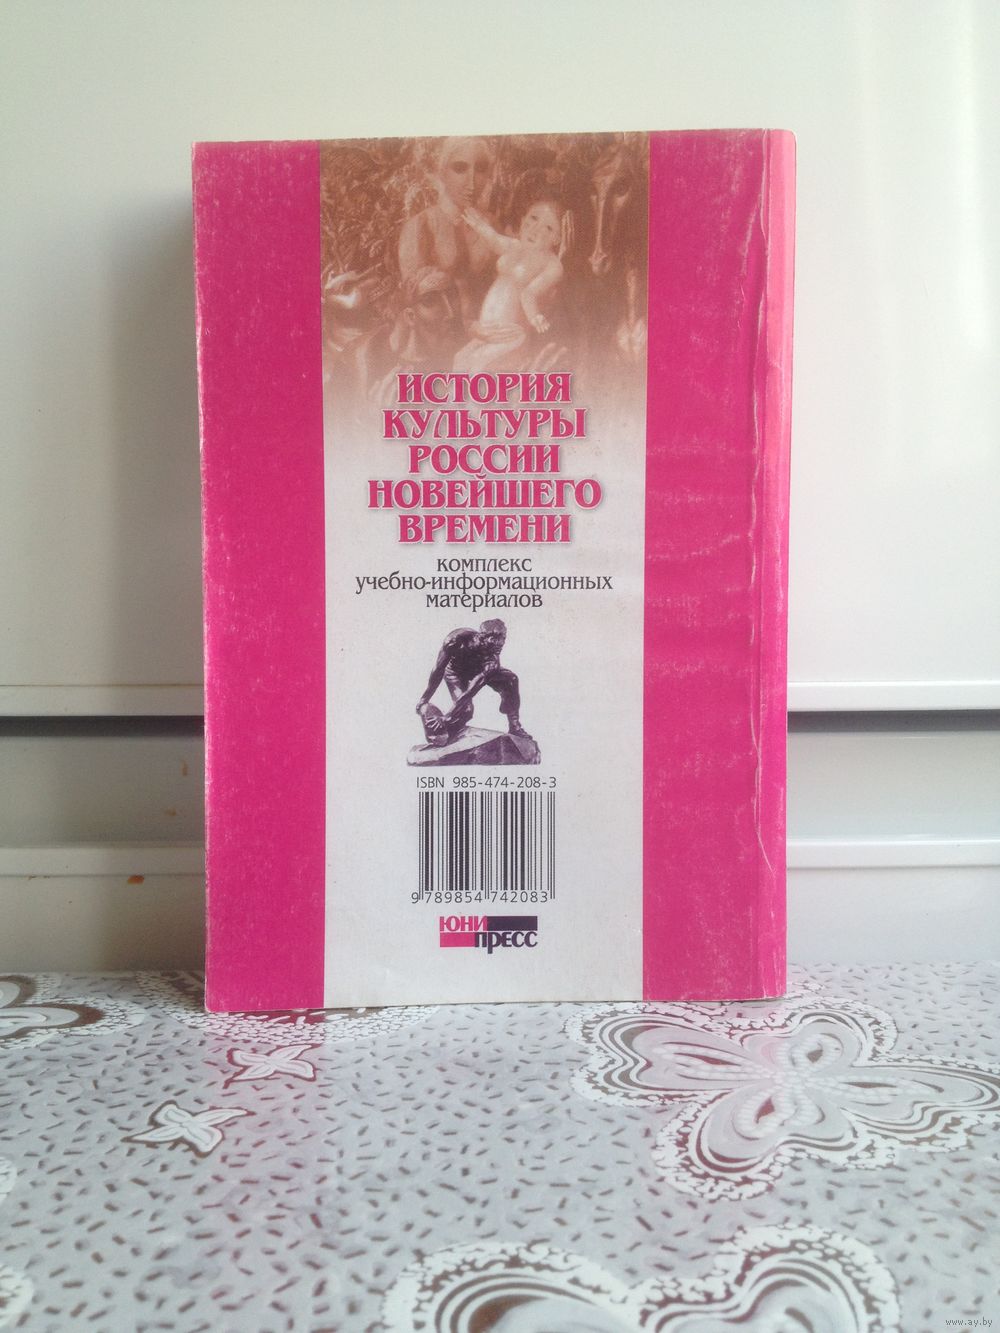 ИСТОРИЯ
КУЛЬТУРЫ
РОССИИ
НОВЕЙШЕГО
ВРЕМЕНИ
комплекс
учебно-информационных
материалов
ISBN 985-474-208-3
9 789854 742083
ЮНИ
ПРЕСС
www.ay.by